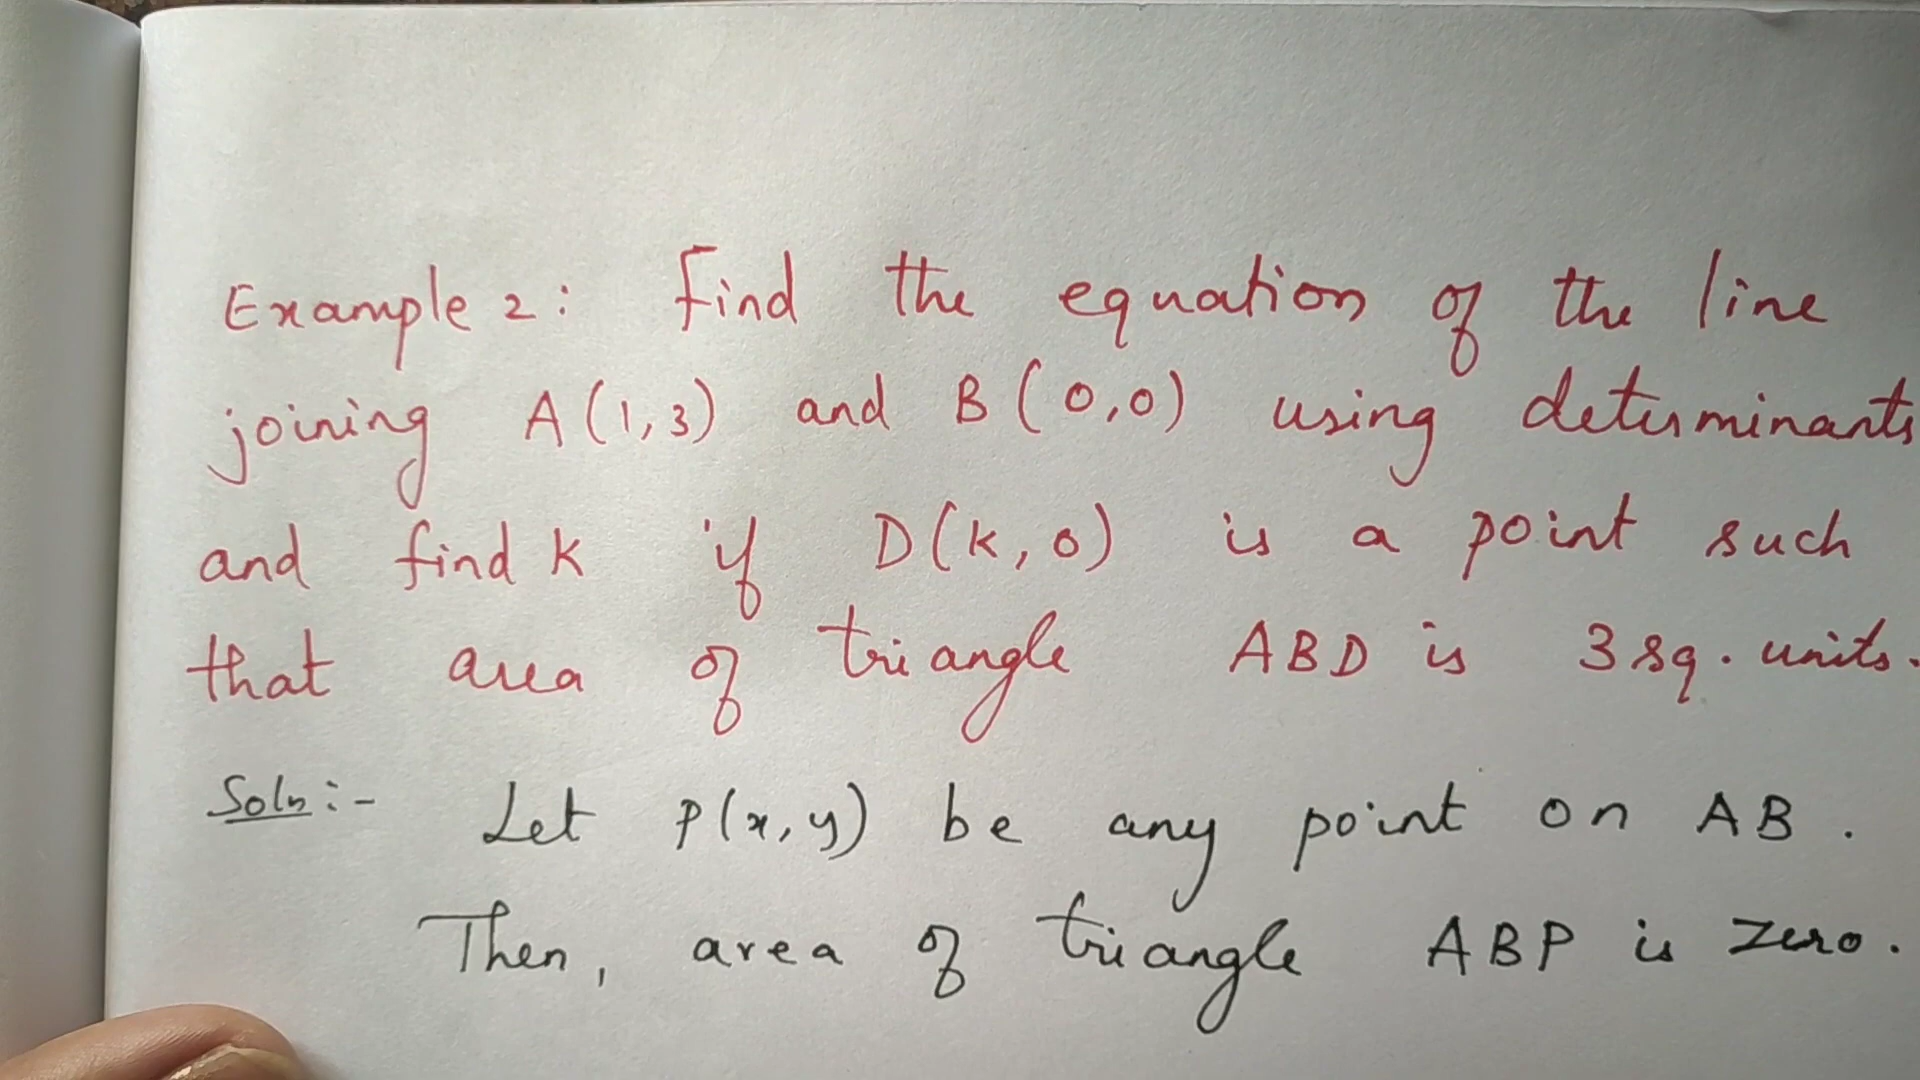 Example 2: Find the equation of the line
joining A(1,3) and B(0,0) using determinants
and find k if D(k,0) is a point such
that area of triangle ABD is 3 sq. units.
Soln:- Let P(x,y) be any point on AB.
Then, area of triangle ABP is zero.